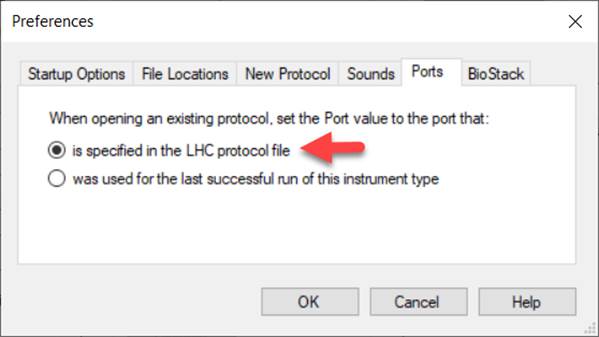 Preferences
Startup Options File Locations New Protocol Sounds Ports BioStack
When opening an existing protocol, set the Port value to the port that:
is specified in the LHC protocol file
was used for the last successful run of this instrument type
OK Cancel Help